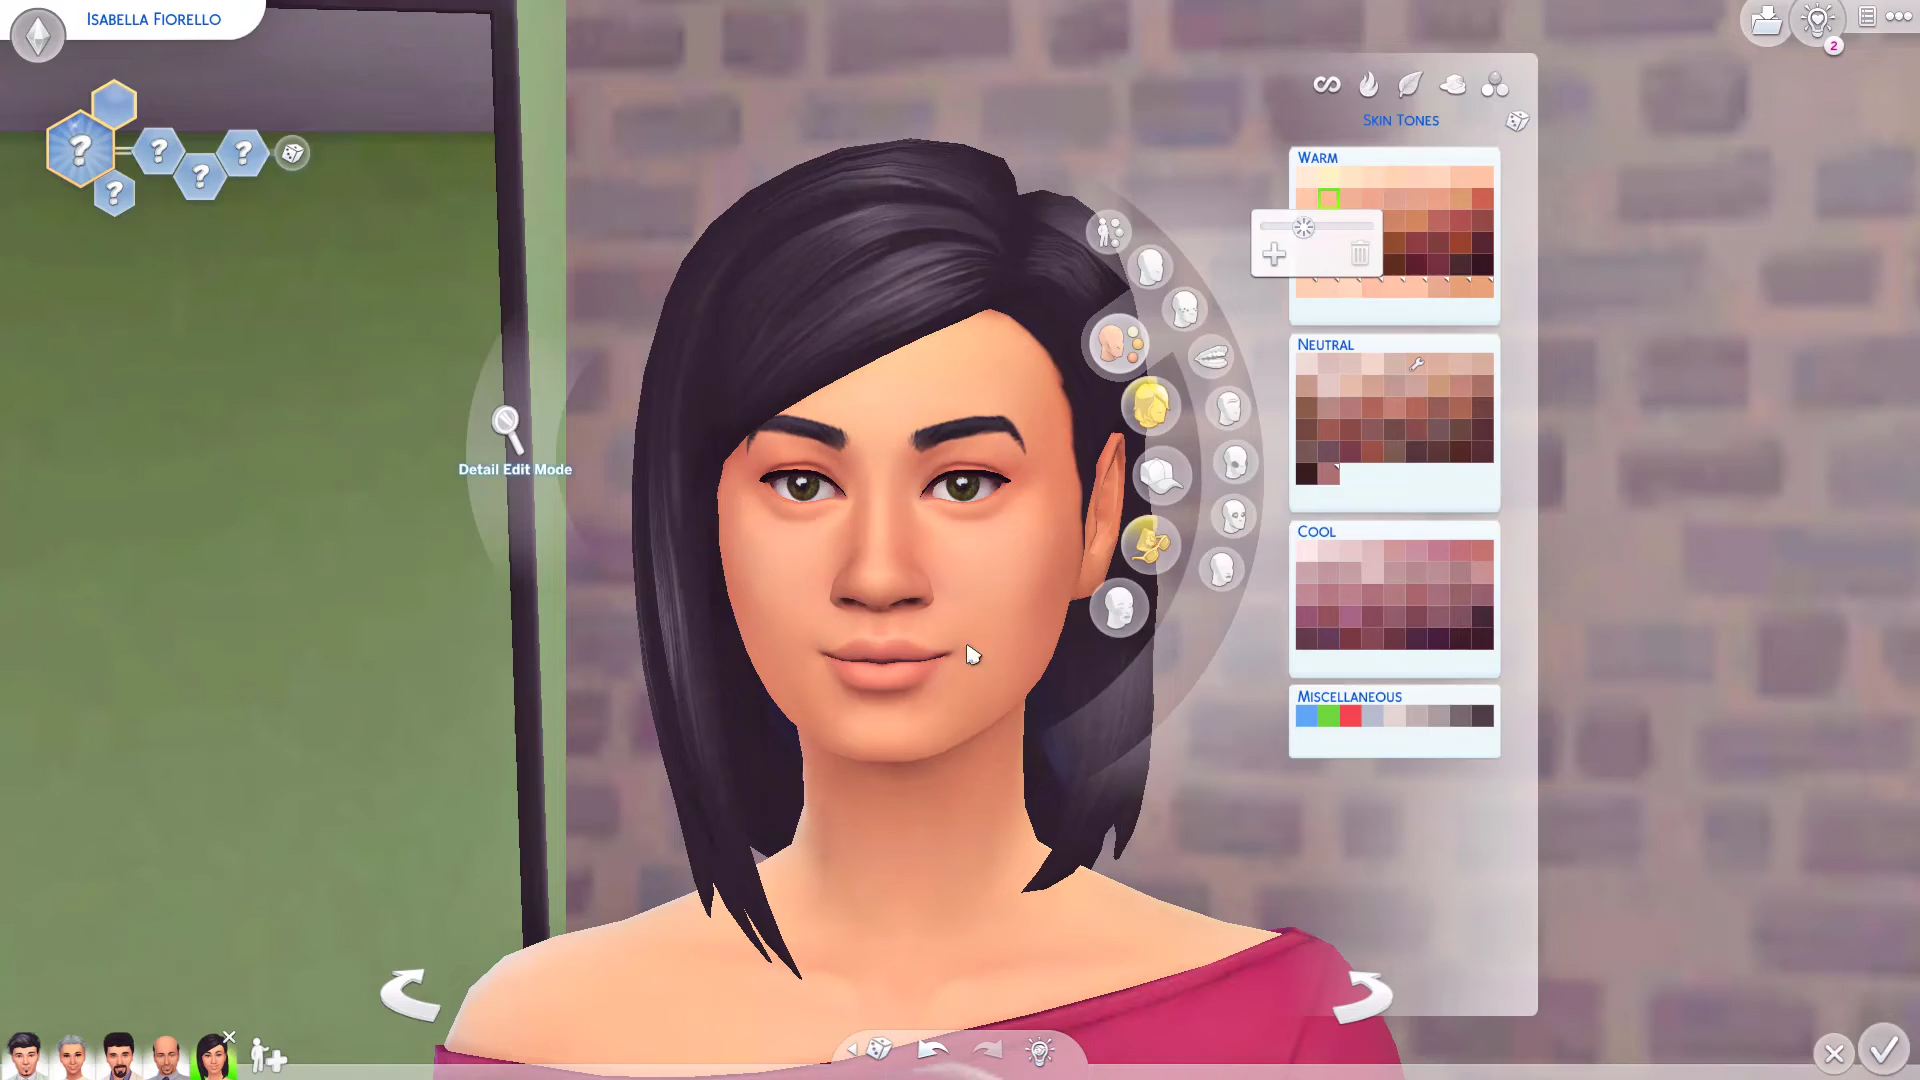 ISABELLA FIORELLO
2
? ? ?
?
?
Detail Edit Mode
SKIN TONES
WARM
NEUTRAL
COOL
MISCELLANEOUS